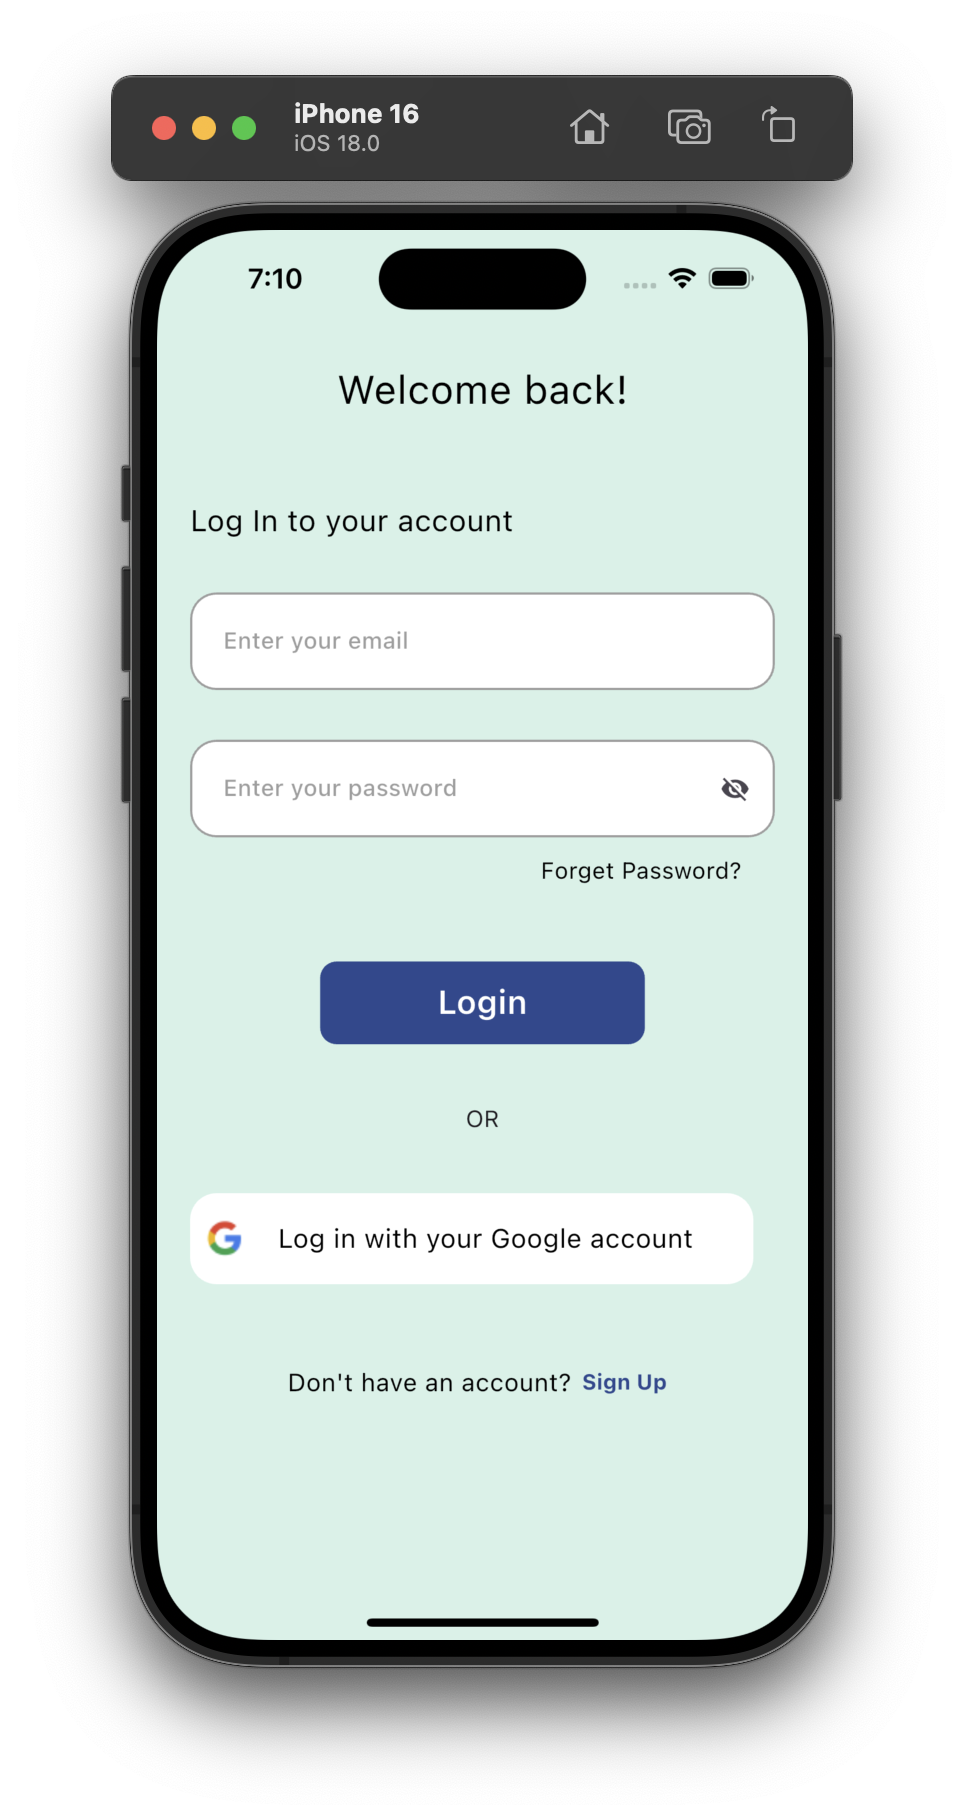 iPhone 16
iOS 18.0
7:10
Welcome back!
Log In to your account
Enter your email
Enter your password
Forget Password?
Login
OR
Log in with your Google account
Don't have an account? Sign Up